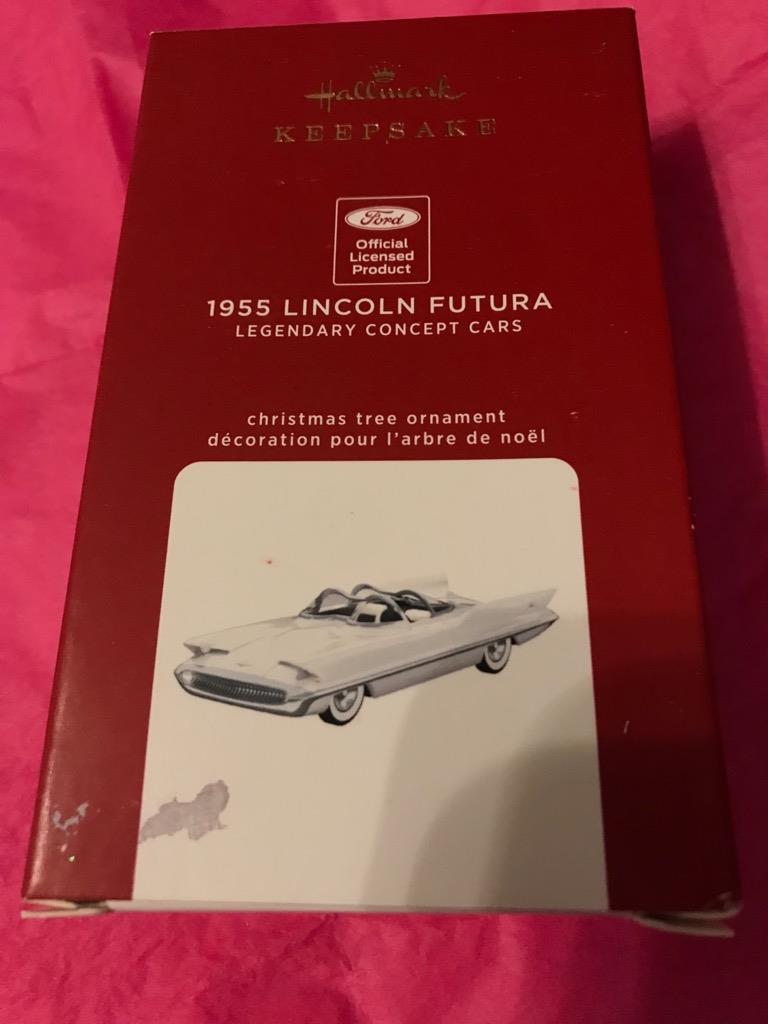 Hallmark
KEEPSAKE
Ford
Official
Licensed
Product
1955 LINCOLN FUTURA
LEGENDARY CONCEPT CARS
christmas tree ornament
décoration pour l'arbre de noël